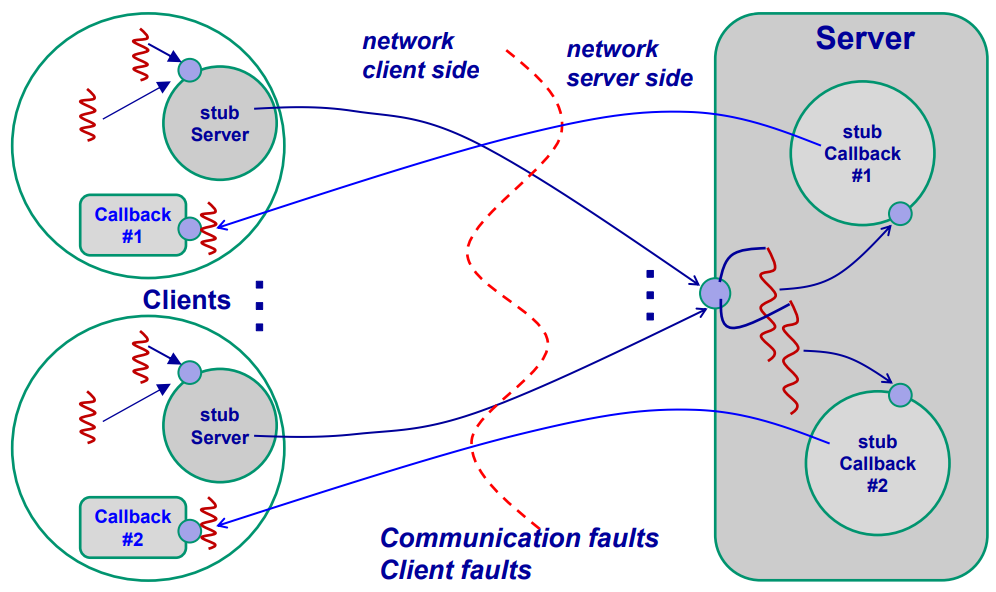 network
client side
network
server side
Server
stub
Server
stub
Callback
#1
Callback
#1
Clients
stub
Server
stub
Callback
#2
Callback
#2
Communication faults
Client faults